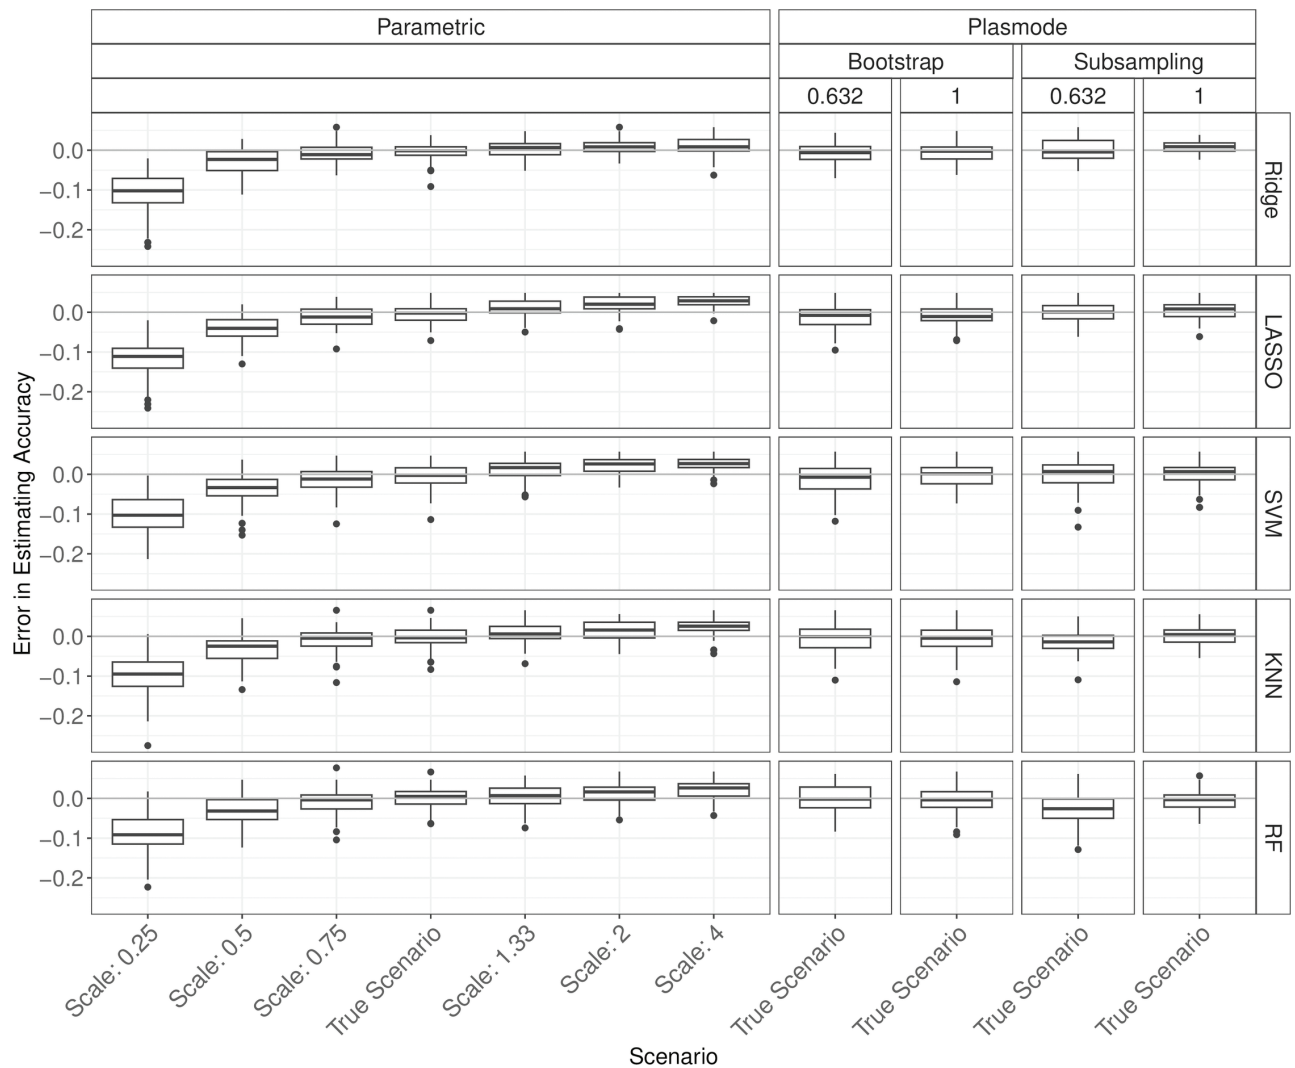 Parametric
Plasmode
Bootstrap
Subsampling
0.632
1
0.632
1
Error in Estimating Accuracy
0.0
−0.1
−0.2
Ridge
0.0
−0.1
−0.2
LASSO
0.0
−0.1
−0.2
SVM
0.0
−0.1
−0.2
KNN
0.0
−0.1
−0.2
RF
Scale: 0.25
Scale: 0.5
Scale: 0.75
True Scenario
Scale: 1.33
Scale: 2
Scale: 4
True Scenario
True Scenario
True Scenario
True Scenario
Scenario